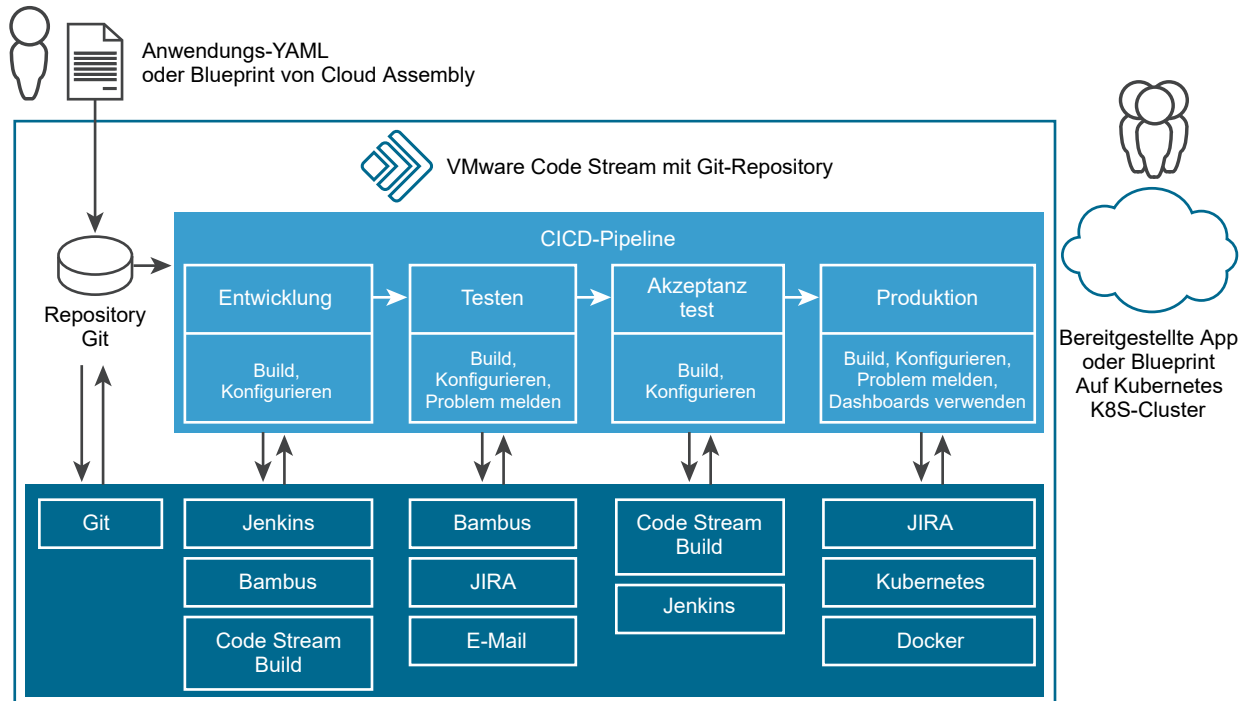 Anwendungs-YAML
oder Blueprint von Cloud Assembly
VMware Code Stream mit Git-Repository
CICD-Pipeline
Repository
Git
Entwicklung
Build,
Konfigurieren
Testen
Build,
Konfigurieren,
Problem melden
Akzeptanz
test
Build,
Konfigurieren
Produktion
Build, Konfigurieren,
Problem melden,
Dashboards verwenden
Bereitgestellte App
oder Blueprint
Auf Kubernetes
K8S-Cluster
Git
Jenkins
Bambus
Code Stream
Build
Bambus
JIRA
E-Mail
Code Stream
Build
Jenkins
JIRA
Kubernetes
Docker